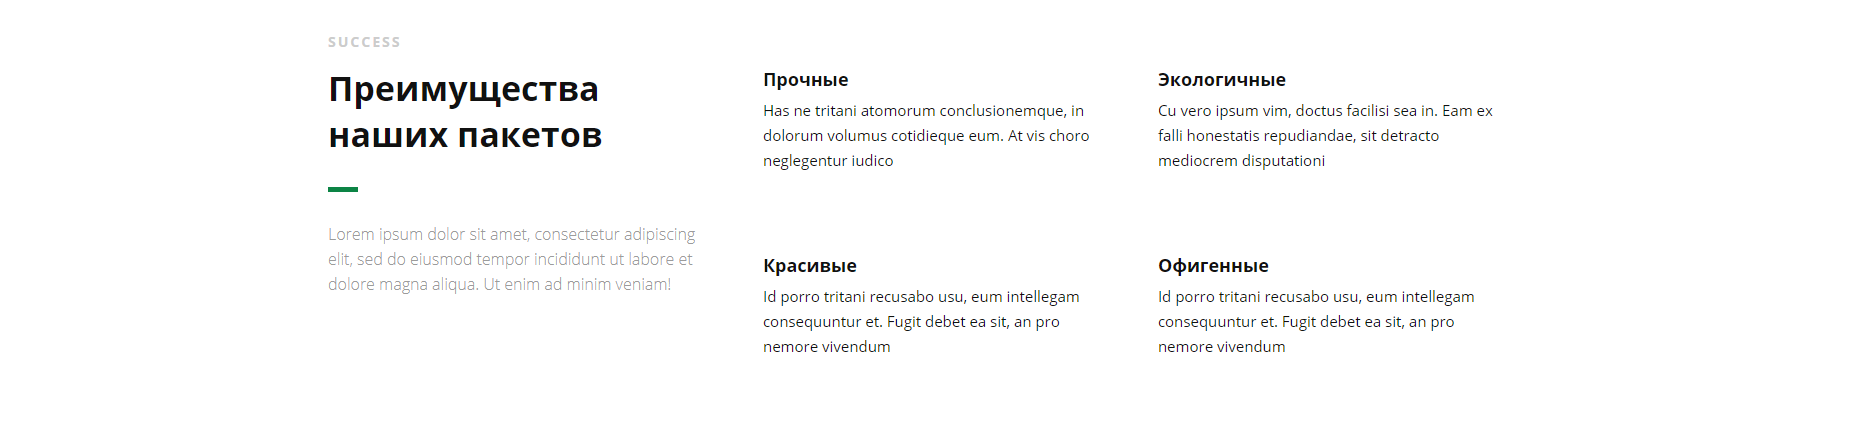 SUCCESS
Преимущества
наших пакетов
Lorem ipsum dolor sit amet, consectetur adipiscing
elit, sed do eiusmod tempor incididunt ut labore et
dolore magna aliqua. Ut enim ad minim veniam!
Прочные
Has ne tritani atomorum conclusionemque, in
dolorum volumus cotidieque eum. At vis choro
neglegentur iudico
Экологичные
Cu vero ipsum vim, doctus facilisi sea in. Eam ex
falli honestatis repudiandae, sit detracto
mediocrem disputationi
Красивые
Id porro tritani recusabo usu, eum intellegam
consequuntur et. Fugit debet ea sit, an pro
nemore vivendum
Офигенные
Id porro tritani recusabo usu, eum intellegam
consequuntur et. Fugit debet ea sit, an pro
nemore vivendum